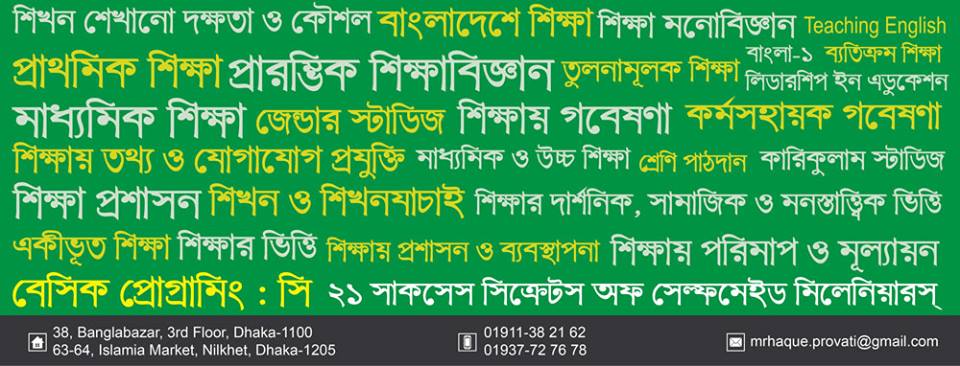 শিখন শেখানো দক্ষতা ও কৌশল বাংলাদেশে শিক্ষা শিক্ষা মনোবিজ্ঞান Teaching English
প্রাথমিক শিক্ষা প্রারম্ভিক শিক্ষাবিজ্ঞান তুলনামূলক শিক্ষা বাংলা-১ ব্যতিক্রম শিক্ষা
লিডারশিপ ইন এডুকেশন
মাধ্যমিক শিক্ষা জেন্ডার স্টাডিজ শিক্ষায় গবেষণা কর্মসহায়ক গবেষণা
শিক্ষায় তথ্য ও যোগাযোগ প্রযুক্তি মাধ্যমিক ও উচ্চ শিক্ষা শ্রেণি পাঠদান কারিকুলাম স্টাডিজ
শিক্ষা প্রশাসন শিখন ও শিখনযাচাই শিক্ষার দার্শনিক, সামাজিক ও মনস্তাত্ত্বিক ভিত্তি
একীভূত শিক্ষা শিক্ষার ভিত্তি শিক্ষায় প্রশাসন ও ব্যবস্থাপনা শিক্ষায় পরিমাপ ও মূল্যায়ন
বেসিক প্রোগ্রামিং : সি ২১ সাকসেস সিক্রেটস অফ সেল্ফমেইড মিলেনিয়ারস্
38, Banglabazar, 3rd Floor, Dhaka-1100
63-64, Islamia Market, Nilkhet, Dhaka-1205
01911-38 21 62
01937-72 76 78
mrhaque.provati@gmail.com